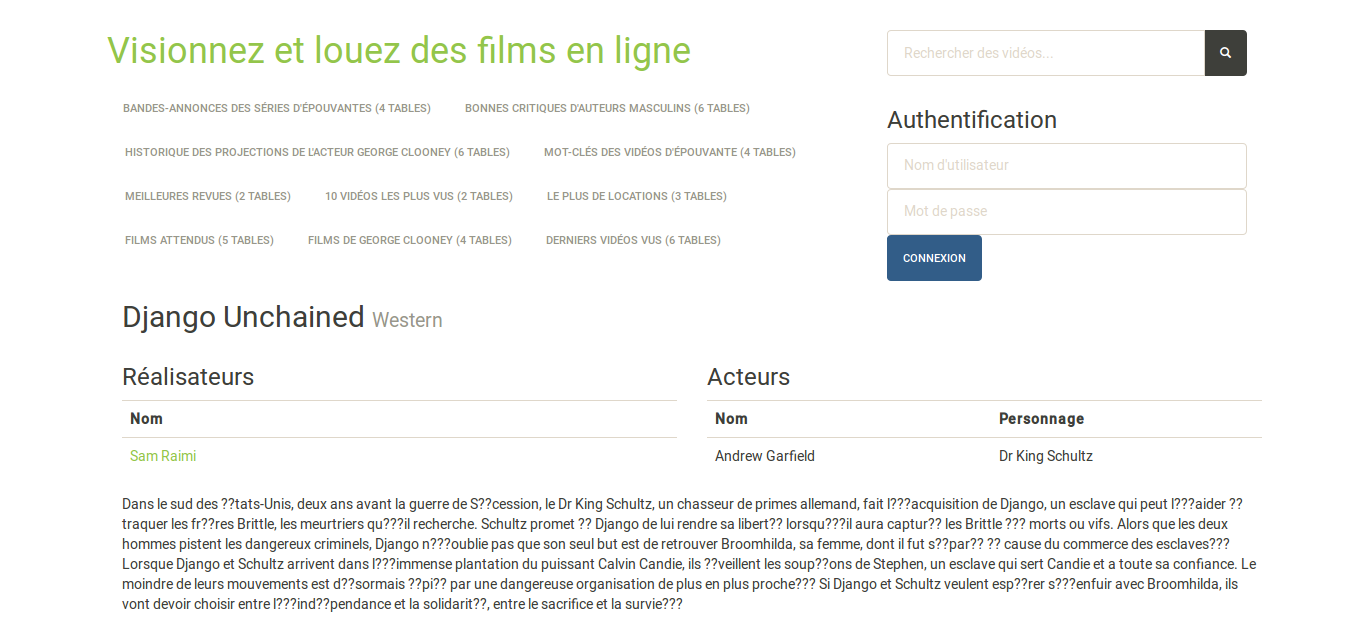 Visionnez et louez des films en ligne
Rechercher des vidéos...
BANDES-ANNONCES DES SÉRIES D'ÉPOUVANTES (4 TABLES)
BONNES CRITIQUES D'AUTEURS MASCULINS (6 TABLES)
HISTORIQUE DES PROJECTIONS DE L'ACTEUR GEORGE CLOONEY (6 TABLES)
MOT-CLÉS DES VIDÉOS D'ÉPOUVANTE (4 TABLES)
MEILLEURES REVUES (2 TABLES)
10 VIDÉOS LES PLUS VUS (2 TABLES)
LE PLUS DE LOCATIONS (3 TABLES)
FILMS ATTENDUS (5 TABLES)
FILMS DE GEORGE CLOONEY (4 TABLES)
DERNIERS VIDÉOS VUS (6 TABLES)
Authentification
Nom d'utilisateur
Mot de passe
CONNEXION
Django Unchained Western
Réalisateurs
Nom
Sam Raimi
Acteurs
Nom Personnage
Andrew Garfield Dr King Schultz
Dans le sud des ??tats-Unis, deux ans avant la guerre de S??cession, le Dr King Schultz, un chasseur de primes allemand, fait l???acquisition de Django, un esclave qui peut l???aider ??
traquer les fr??res Brittle, les meurtriers qu???il recherche. Schultz promet ?? Django de lui rendre sa libert?? lorsqu???il aura captur?? les Brittle ??? morts ou vifs. Alors que les deux
hommes pistent les dangereux criminels, Django n???oublie pas que son seul but est de retrouver Broomhilda, sa femme, dont il fut s??par?? ?? cause du commerce des esclaves???
Lorsque Django et Schultz arrivent dans l???immense plantation du puissant Calvin Candie, ils ??veillent les soup??ons de Stephen, un esclave qui sert Candie et a toute sa confiance. Le
moindre de leurs mouvements est d??sormais ??pi?? par une dangereuse organisation de plus en plus proche??? Si Django et Schultz veulent esp??rer s???enfuir avec Broomhilda, ils
vont devoir choisir entre l???ind??pendance et la solidarit??, entre le sacrifice et la survie???